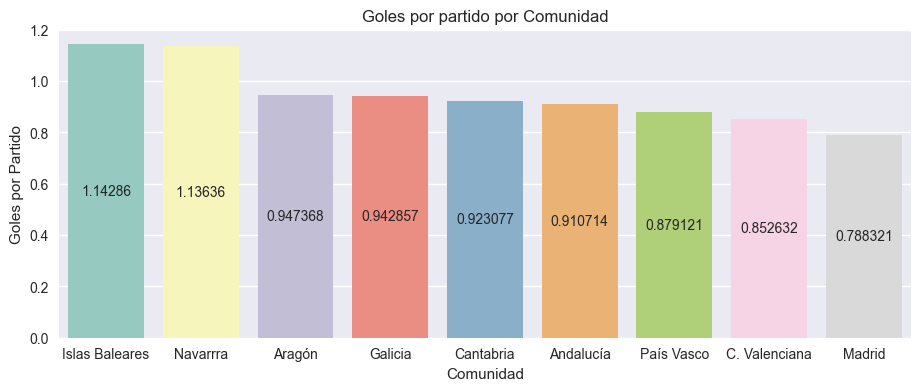 Goles por partido por Comunidad
Goles por Partido
1.2
1.0
0.8
0.6
0.4
0.2
0.0
1.14286
1.13636
0.947368
0.942857
0.923077
0.910714
0.879121
0.852632
0.788321
Islas Baleares
Navarrra
Aragón
Galicia
Cantabria
Andalucía
País Vasco
C. Valenciana
Madrid
Comunidad